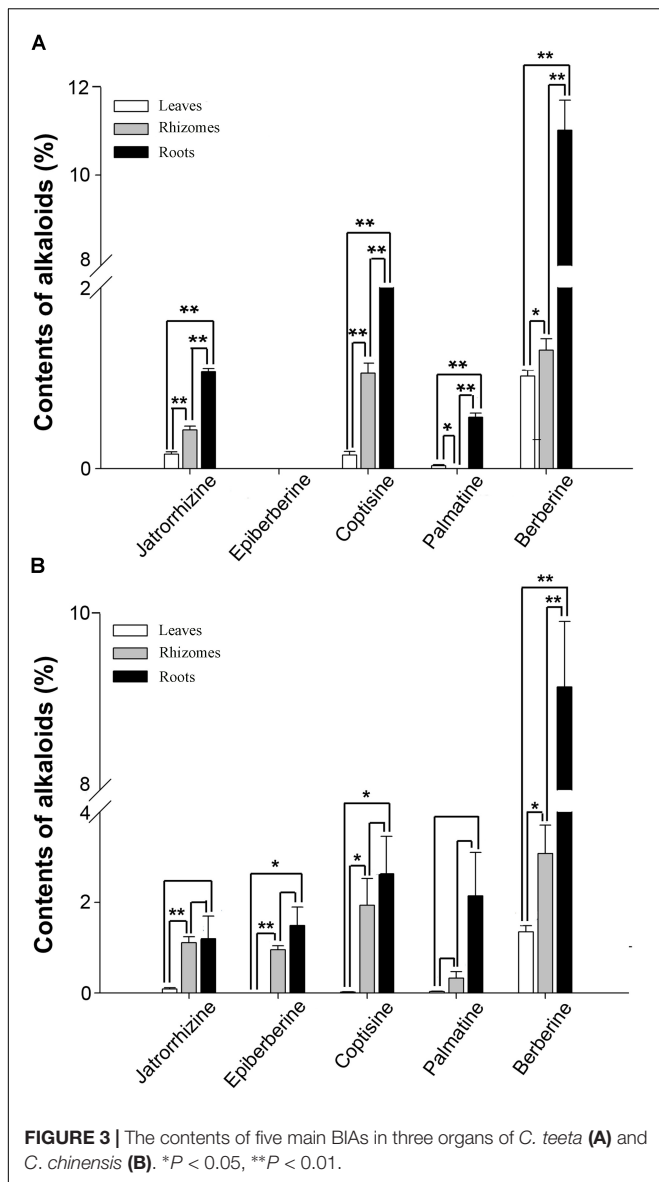 A
Contents of alkaloids (%)
12
10
8
2
0
Leaves
Rhizomes
Roots
** ** **
** ** **
* ** **
* ** **
Jatrorrhizine
Epiberberine
Coptisine
Palmatine
Berberine
B
Contents of alkaloids (%)
10
8
4
2
0
Leaves
Rhizomes
Roots
**
** *
* *
* ** **
Jatrorrhizine
Epiberberine
Coptisine
Palmatine
Berberine
FIGURE 3 | The contents of five main BIAs in three organs of C. teeta (A) and
C. chinensis (B). *P < 0.05, **P < 0.01.